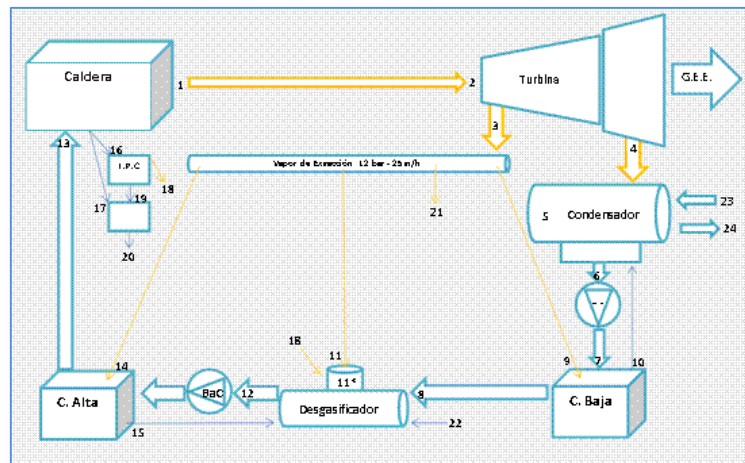 Caldera
1
2
Turbina
G.E.E.
3
4
13
16
I.P.C
18
17
19
20
Vapor de Extracción 12 bar - 25 m/h
21
5 Condensador
23
24
6
7
9
10
14
C. Alta
15
BaC
12
18
11
11*
Desgasificador
8
22
C. Baja